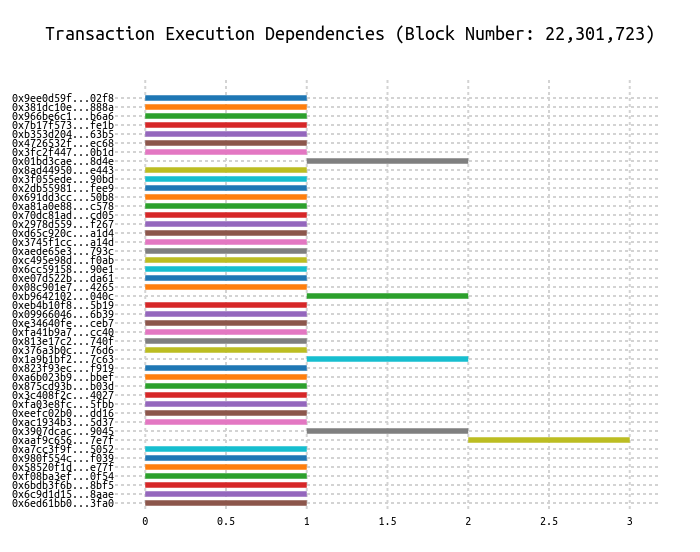 Transaction Execution Dependencies (Block Number: 22,301,723)
0x9ee0d59f...02f8
0x381dc10e...888a
0x966be6c1...b6a6
0x7b17f573...fe1b
0xb353d204...63b5
0x4726532f...ec68
0x3fc2f447...0b1d
0x01bd3cae...8d4e
0x8ad44950...e443
0x3f055ede...90bd
0x2db55981...fee9
0x691dd3cc...50b8
0xa81a0e88...c578
0x70dc81ad...cd05
0x2978d559...f267
0xd65c920c...a1d4
0x3745f1cc...a14d
0xaede65e3...793c
0xc495e98d...f0ab
0x6cc59158...90e1
0xe07d522b...da61
0x08c901e7...4265
0xb9642102...040c
0xeb4b10f8...5b19
0x09966046...6b39
0xe34640fe...ceb7
0xfa41b9a7...cc40
0x813e17c2...740f
0x376a3b0c...76d6
0x1a9b1bf2...7c63
0x823f93ec...f919
0xa6b023b9...bbef
0x875cd93b...b03d
0x3c408f2c...4027
0xfa03e8fc...5fbb
0xeefc02b0...dd16
0xac1934b3...5d37
0x3907dcac...9045
0xaaf9c656...7e7f
0xa7cc3f9f...5052
0x980f554c...f039
0x58520f1d...e77f
0xf08ba3ef...0f54
0x6bdb3f6b...8bf5
0x6c9d1d15...8aae
0x6ed61bb0...3fa0
0 0.5 1 1.5 2 2.5 3